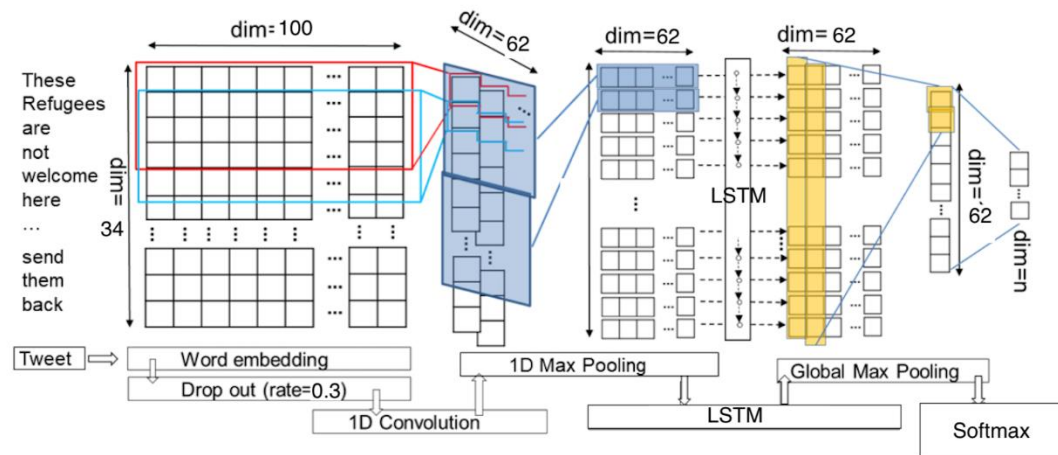 dim=100
dim=
62
dim=62
dim= 62
These
Refugees
are
not
welcome
here
...
send
them
back
dim=
34
LSTM
dim=
62
dim=n
Tweet
Word embedding
Drop out (rate=0.3)
1D Convolution
1D Max Pooling
LSTM
Global Max Pooling
Softmax